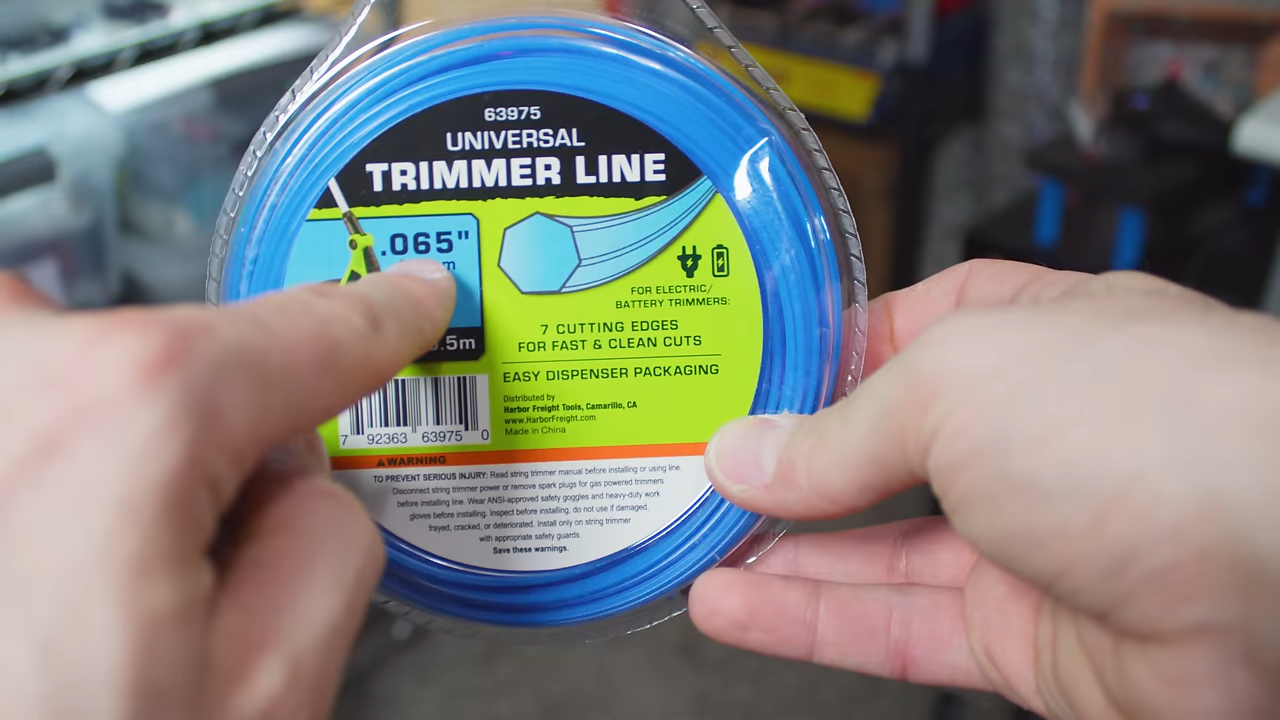 63975
UNIVERSAL
TRIMMER LINE
.065"
FOR ELECTRIC/
BATTERY TRIMMERS:
7 CUTTING EDGES
FOR FAST & CLEAN CUTS
.5m
EASY DISPENSER PACKAGING
Distributed by
Harbor Freight Tools, Camarillo, CA
www.HarborFreight.com
Made in China
7 92363 63975 0
WARNING
TO PREVENT SERIOUS INJURY: Read string trimmer manual before installing or using line.
Disconnect string trimmer power or remove spark plugs for gas powered trimmers
before installing line. Wear ANSI-approved safety goggles and heavy-duty work
gloves before installing. Inspect before installing, do not use if damaged,
frayed, cracked, or deteriorated. Install only on string trimmer
with appropriate safety guards.
Save these warnings.